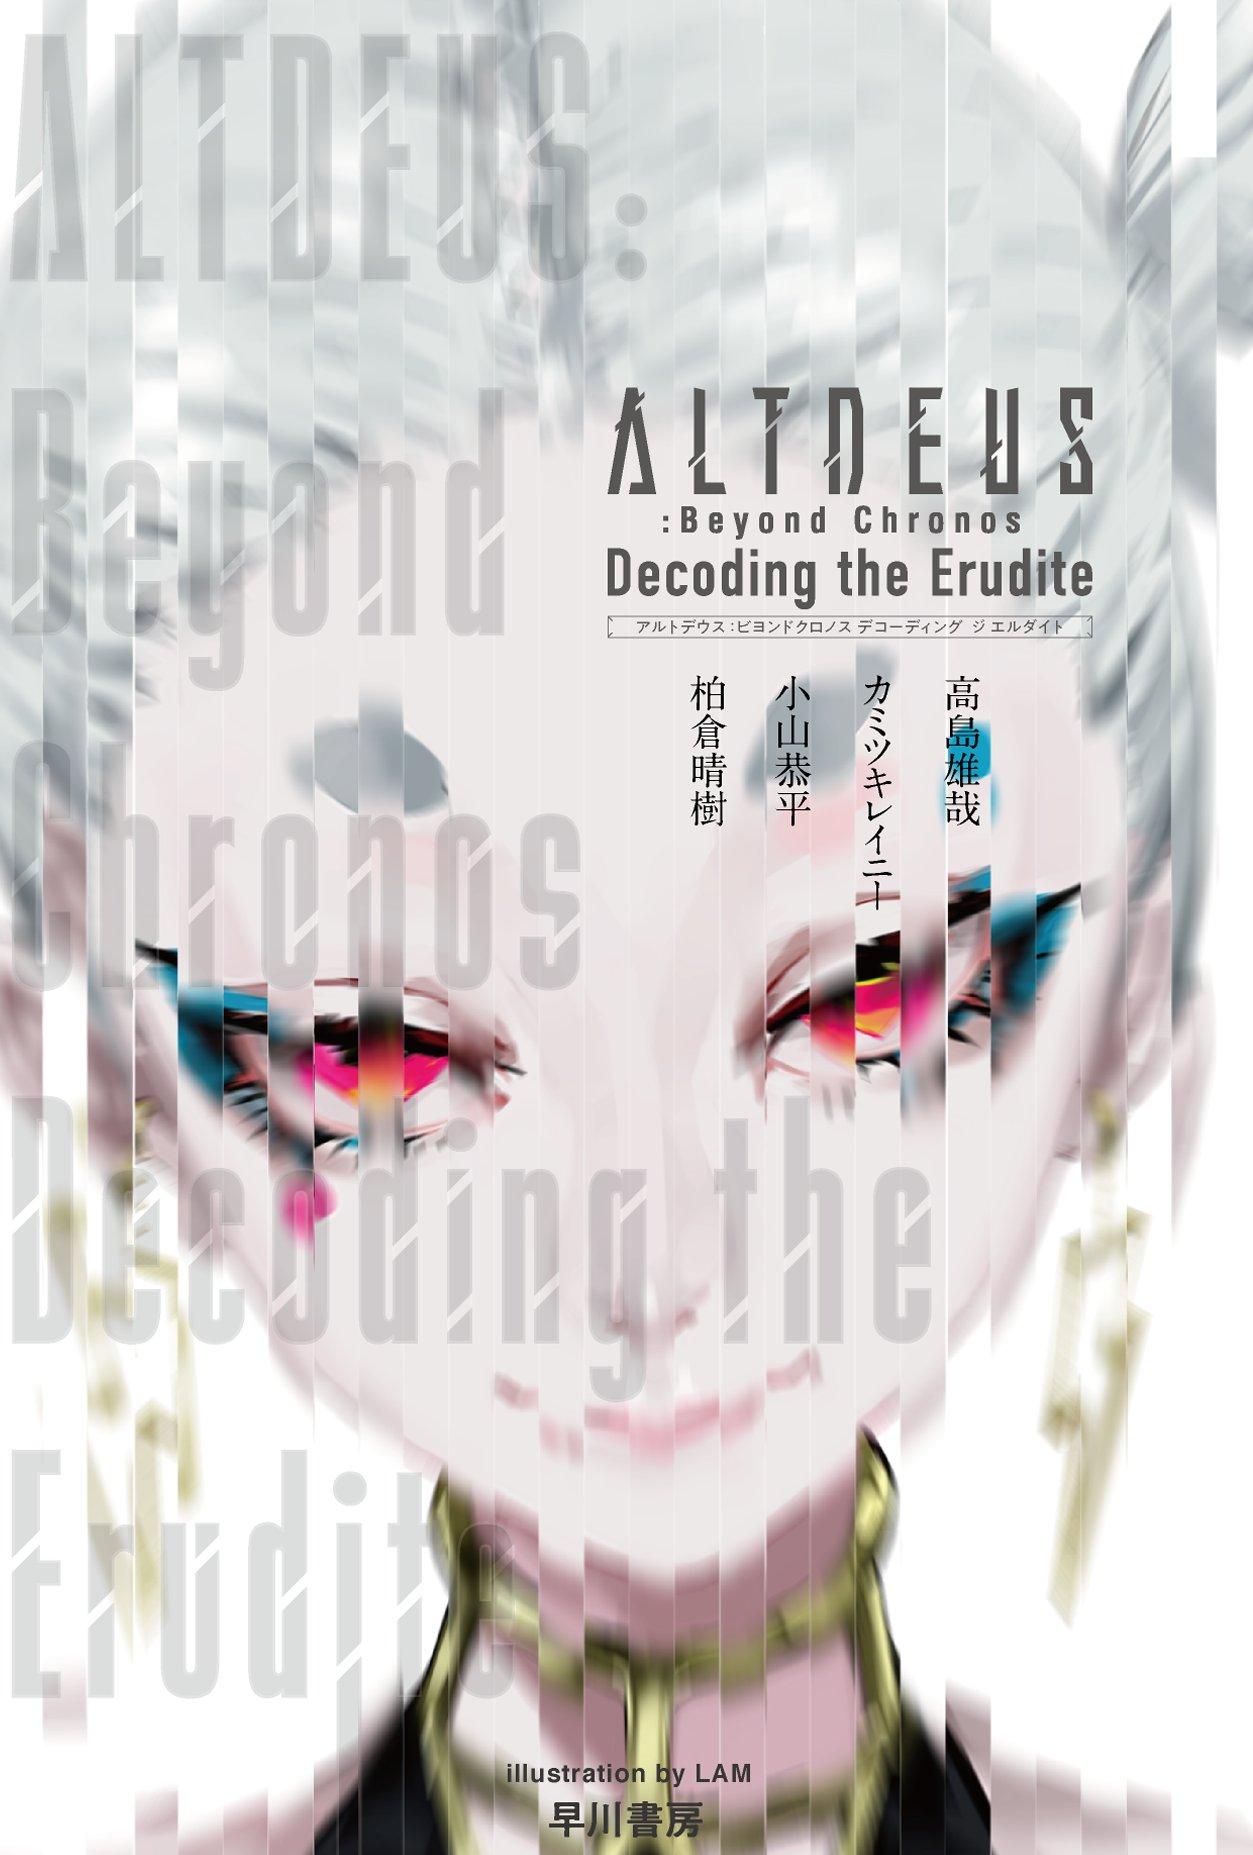 ALTDEUS:
Beyond
Chronos
Decoding the
Erudite
ALTDEUS
:Beyond Chronos
Decoding the Erudite
アルトデウス:ビヨンドクロノス デコーディング ジ エルダイト
高島雄哉
カミツキレイニー
小山恭平
柏倉晴樹
illustration by LAM
早川書房